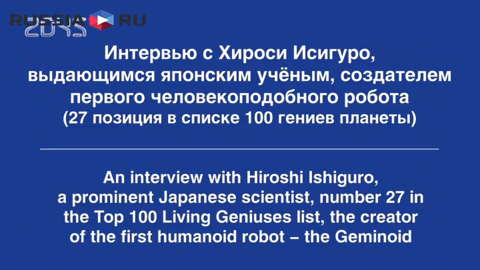 RUSSIA RU
2045
Интервью с Хироси Исигуро,
выдающимся японским учёным, создателем
первого человекоподобного робота
(27 позиция в списке 100 гениев планеты)
An interview with Hiroshi Ishiguro,
a prominent Japanese scientist, number 27 in
the Top 100 Living Geniuses list, the creator
of the first humanoid robot – the Geminoid